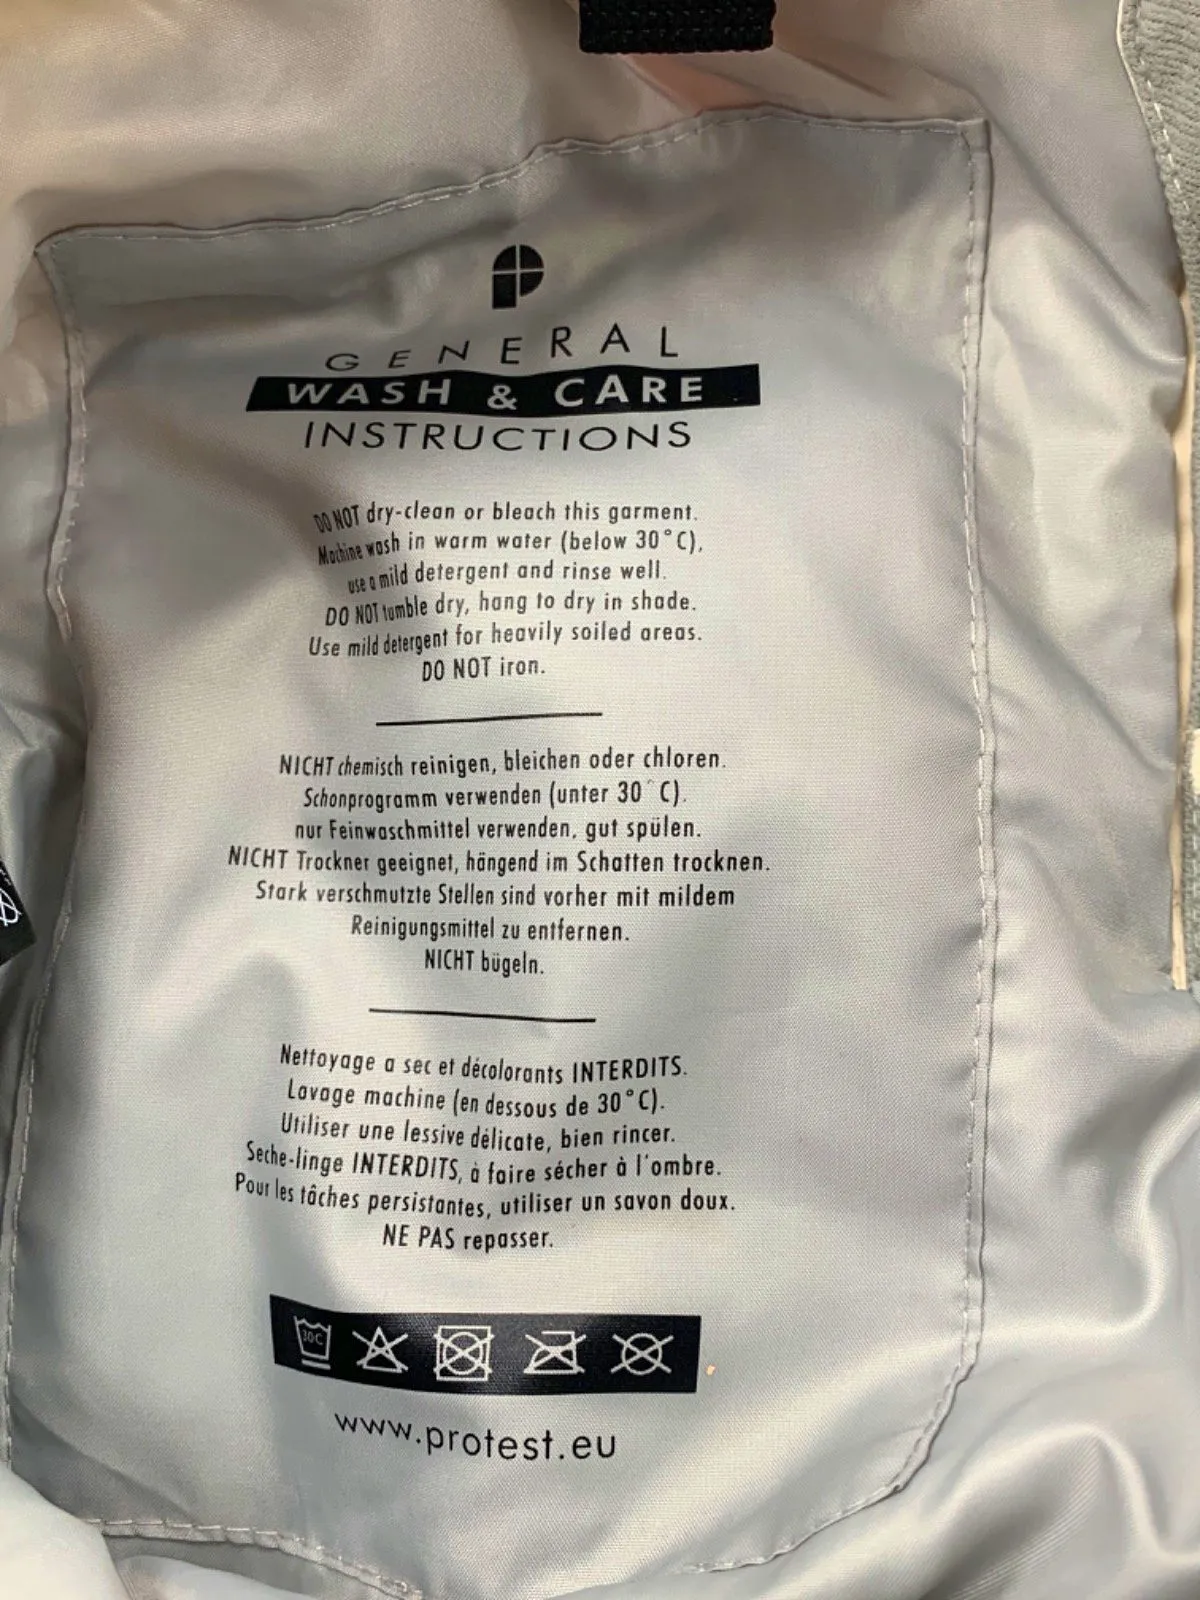 GENERAL
WASH & CARE
INSTRUCTIONS
DO NOT dry-clean or bleach this garment.
Machine wash in warm water (below 30°C),
use a mild detergent and rinse well.
DO NOT tumble dry, hang to dry in shade.
Use mild detergent for heavily soiled areas.
DO NOT iron.
NICHT chemisch reinigen, bleichen oder chloren.
Schonprogramm verwenden (unter 30°C).
nur Feinwaschmittel verwenden, gut spülen.
NICHT Trockner geeignet, hängend im Schatten trocknen.
Stark verschmutzte Stellen sind vorher mit mildem
Reinigungsmittel zu entfernen.
NICHT bügeln.
Nettoyage a sec et décolorants INTERDITS.
Lavage machine (en dessous de 30°C).
Utiliser une lessive délicate, bien rincer.
Seche-linge INTERDITS, à faire sécher à l'ombre.
Pour les tâches persistantes, utiliser un savon doux.
NE PAS repasser.
30C
www.protest.eu